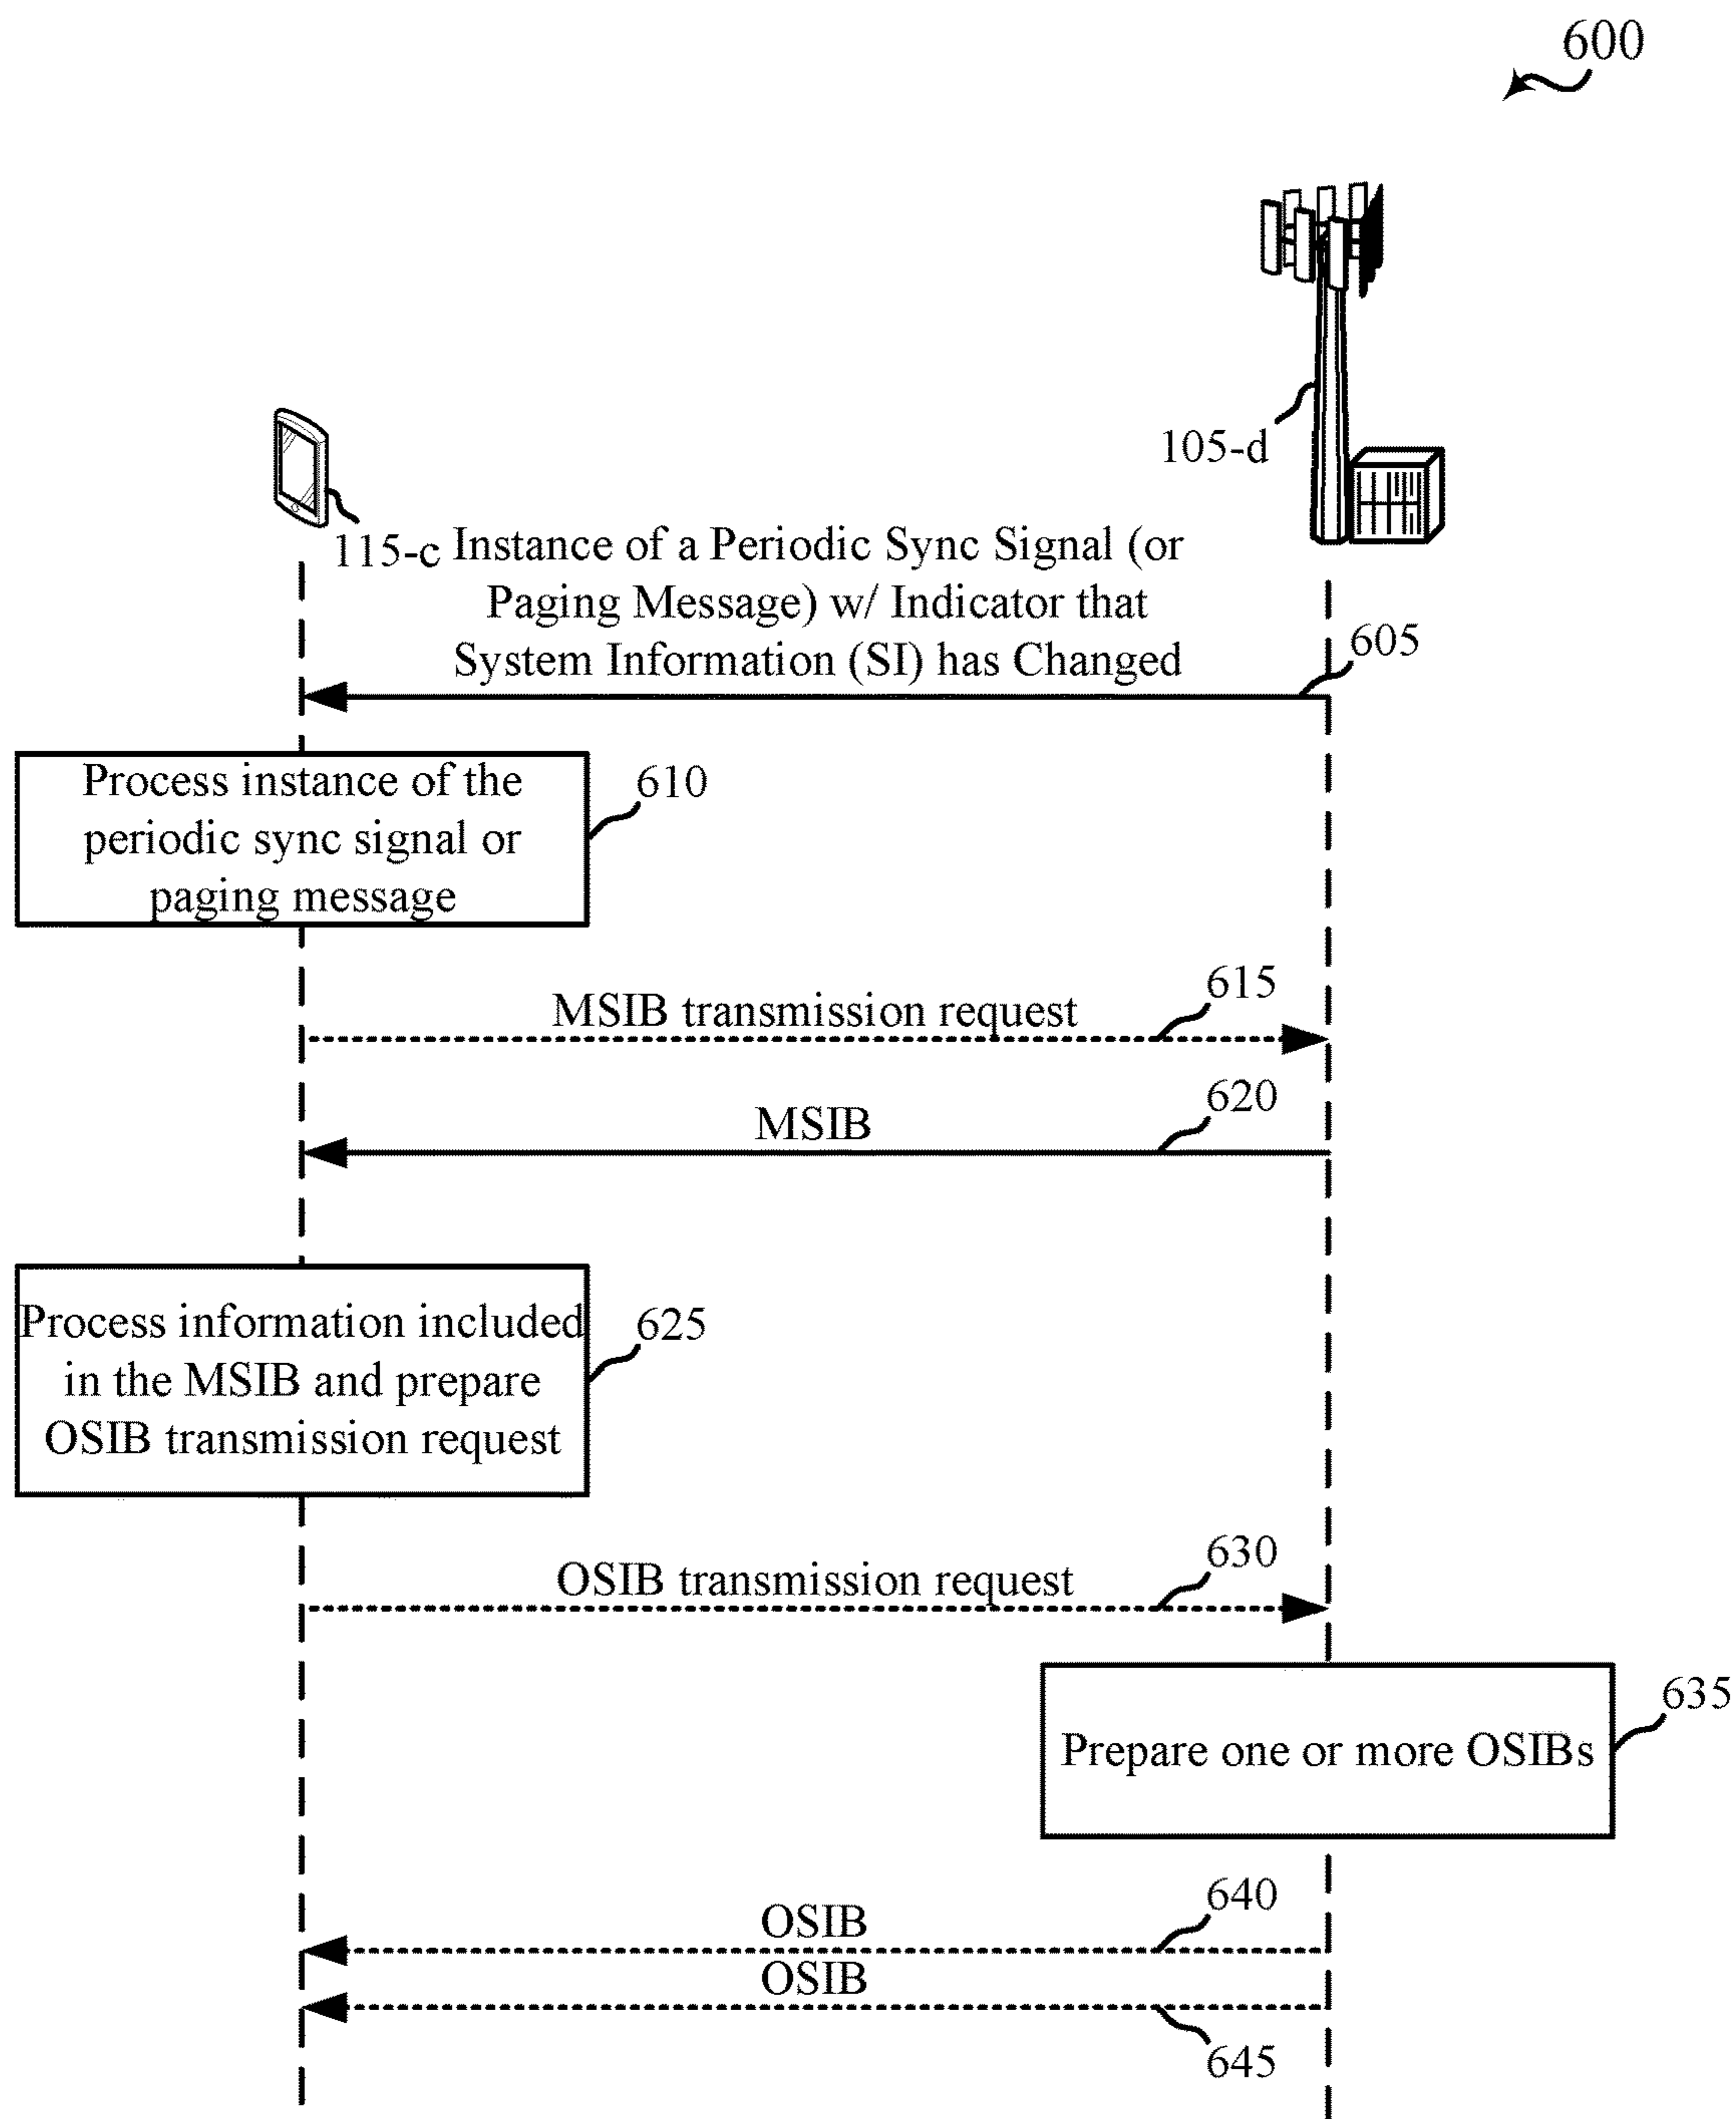 600
105-d
115-c
Instance of a Periodic Sync Signal (or
Paging Message) w/ Indicator that
System Information (SI) has Changed
605
Process instance of the
periodic sync signal or
paging message
610
MSIB transmission request
615
MSIB
620
Process information included
in the MSIB and prepare
OSIB transmission request
625
OSIB transmission request
630
Prepare one or more OSIBs
635
OSIB
640
OSIB
645